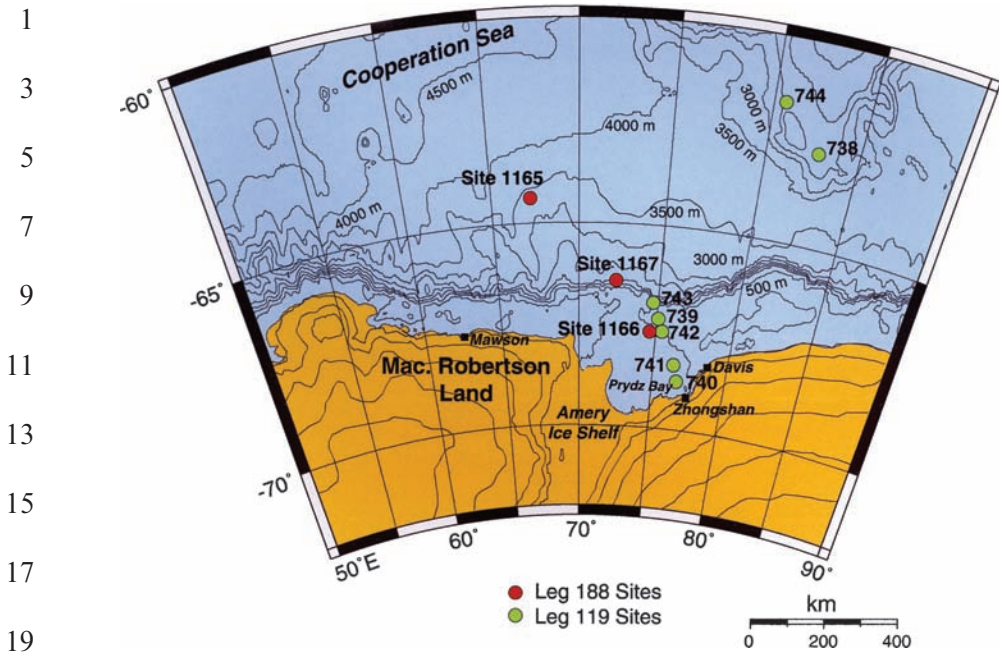 1
3
5
7
9
11
13
15
17
19
Cooperation Sea
-60°
4500 m
4000 m
3000 m
3500 m
744
738
Site 1165
4000 m
3500 m
3000 m
500 m
-65°
Site 1167
743
739
Site 1166
742
Mawson
741
740
Davis
Mac. Robertson
Land
Prydz Bay
Zhongshan
Amery
Ice Shelf
-70°
50°E
60°
70°
80°
90°
Leg 188 Sites
Leg 119 Sites
km
0 200 400